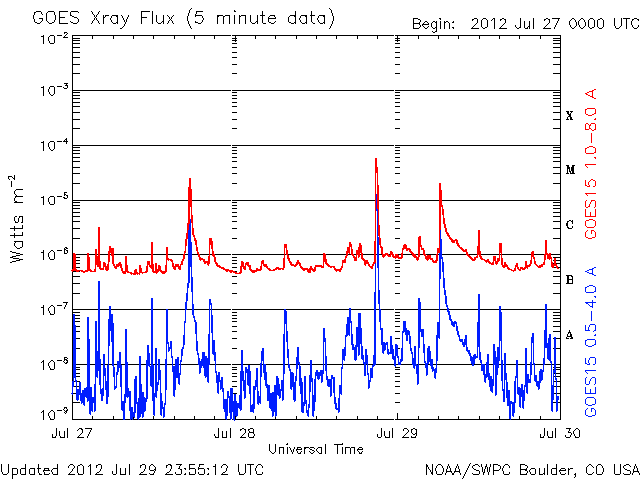 GOES Xray Flux (5 minute data)
Begin: 2012 Jul 27 0000 UTC
10⁻²
10⁻³
10⁻⁴
10⁻⁵
10⁻⁶
10⁻⁷
10⁻⁸
10⁻⁹
Watts m⁻²
X
M
C
B
A
GOES15 1.0-8.0 A
GOES15 0.5-4.0 A
Jul 27
Jul 28
Jul 29
Jul 30
Universal Time
Updated 2012 Jul 29 23:55:12 UTC
NOAA/SWPC Boulder, CO USA